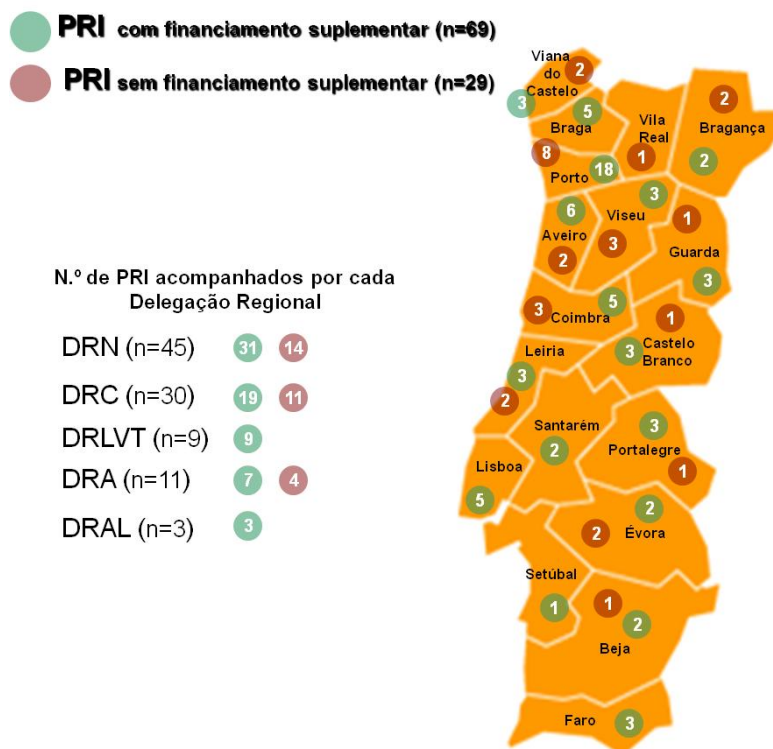 PRI com financiamento suplementar (n=69)
PRI sem financiamento suplementar (n=29)
N.º de PRI acompanhados por cada
Delegação Regional
DRN (n=45) 31 14
DRC (n=30) 19 11
DRLVT (n=9) 9
DRA (n=11) 7 4
DRAL (n=3) 3
Viana
do
Castelo
2
3
Braga
5
Vila
Real
1
Bragança
2
2
8
Porto
18
6
Aveiro
2
3
Viseu
3
1
Guarda
3
3
Coimbra
5
1
Castelo
Branco
3
Leiria
3
2
Santarém
2
3
Portalegre
1
Lisboa
5
2
2
Évora
Setúbal
1
1
2
Beja
Faro
3